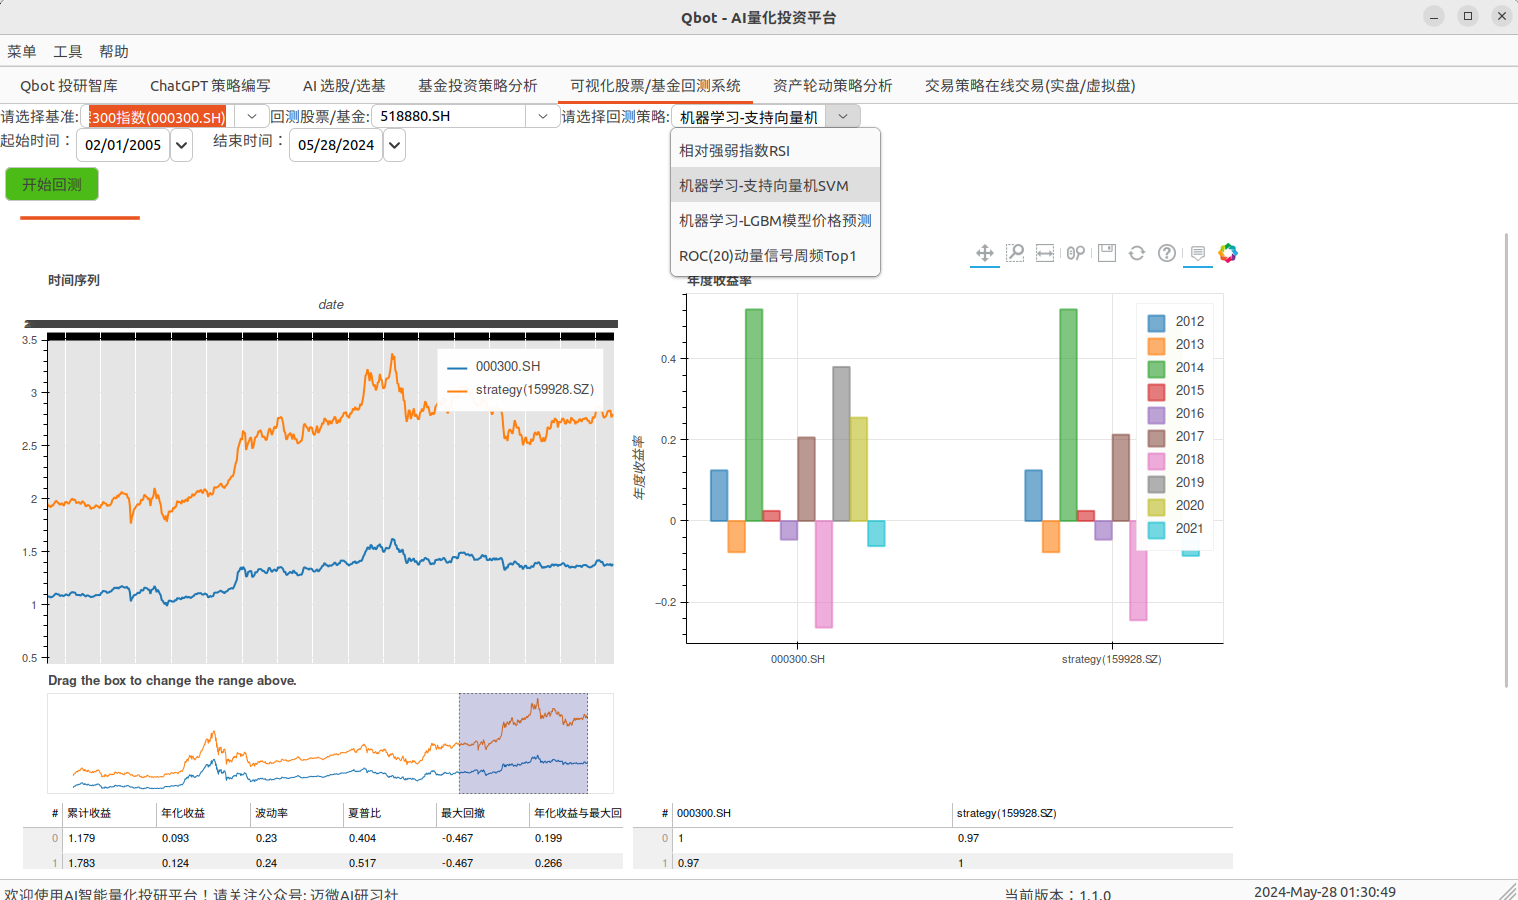 Qbot - AI量化投资平台
菜单 工具 帮助
Qbot 投研智库 ChatGPT 策略编写 AI 选股/选基 基金投资策略分析 可视化股票/基金回测系统 资产轮动策略分析 交易策略在线交易(实盘/虚拟盘)
请选择基准: 300指数(000300.SH) 回测股票/基金: 518880.SH 请选择回测策略: 机器学习-支持向量机
起始时间： 02/01/2005 结束时间： 05/28/2024
相对强弱指数RSI
机器学习-支持向量机SVM
机器学习-LGBM模型价格预测
ROC(20)动量信号周频Top1
开始回测
时间序列
date
3.5
3
2.5
2
1.5
1
0.5
000300.SH
strategy(159928.SZ)
Drag the box to change the range above.
年度收益率
年度收益率
0.4
0.2
0
−0.2
2012
2013
2014
2015
2016
2017
2018
2019
2020
2021
000300.SH strategy(159928.SZ)
# 累计收益 年化收益 波动率 夏普比 最大回撤 年化收益与最大回
0 1.179 0.093 0.23 0.404 -0.467 0.199
1 1.783 0.124 0.24 0.517 -0.467 0.266
# 000300.SH strategy(159928.SZ)
0 1 0.97
1 0.97 1
欢迎使用AI智能量化投研平台！请关注公众号: 迈微AI研习社 当前版本：1.1.0 2024-May-28 01:30:49